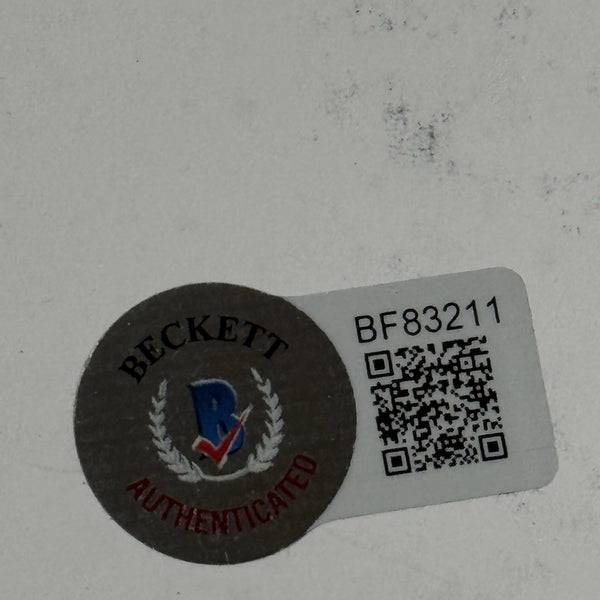 BECKETT
B
AUTHENTICATED
BF83211